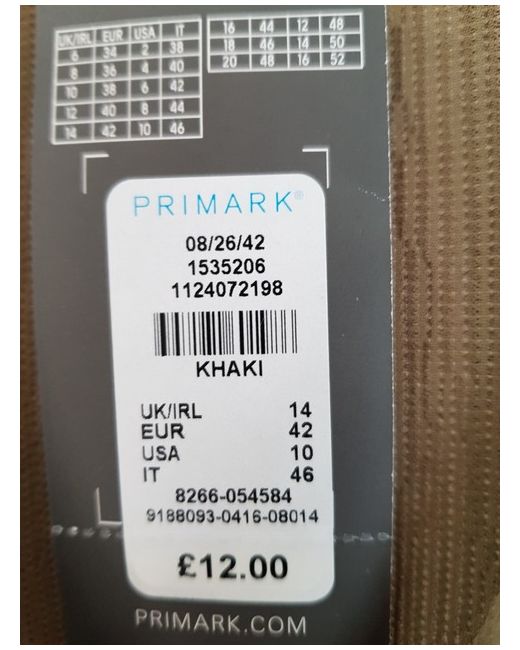 UK/IRL EUR USA IT
6 34 2 38
8 36 4 40
10 38 6 42
12 40 8 44
14 42 10 46
16 44 12 48
18 46 14 50
20 48 16 52
PRIMARK®
08/26/42
1535206
1124072198
KHAKI
UK/IRL 14
EUR 42
USA 10
IT 46
8266-054584
9188093-0416-08014
£12.00
PRIMARK.COM